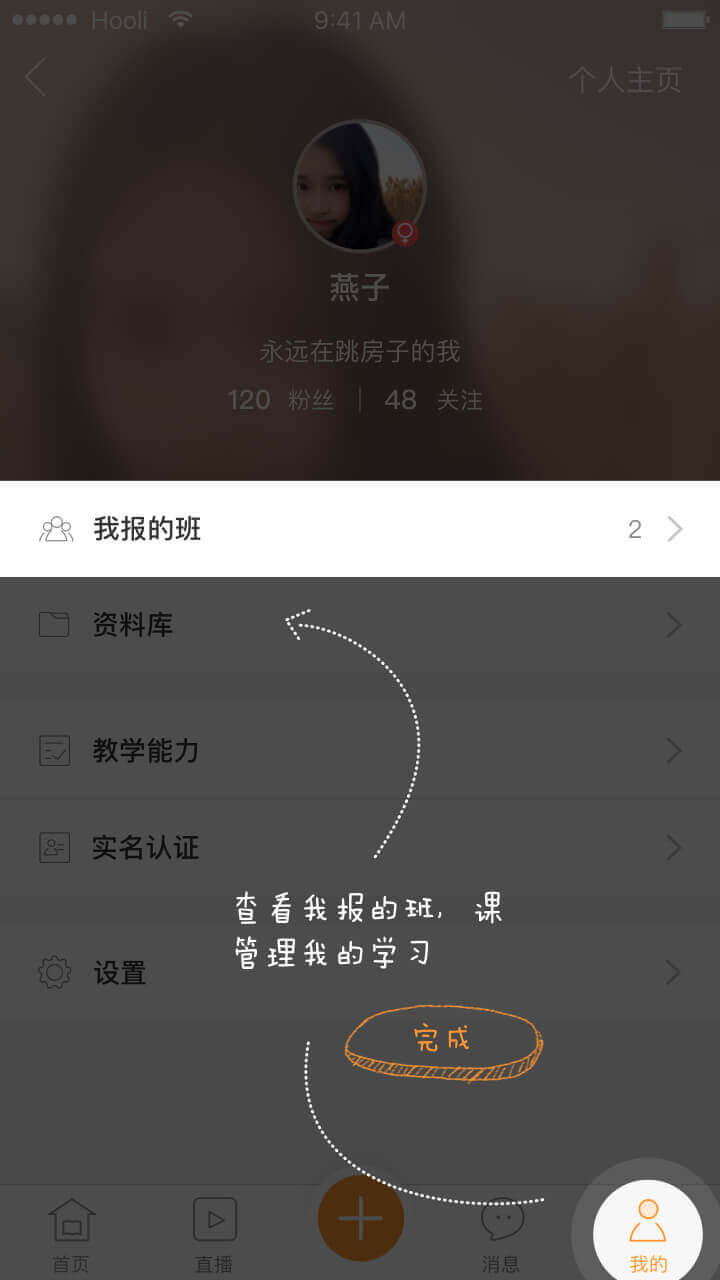 Hooli 9:41 AM
个人主页
燕子
永远在跳房子的我
120 粉丝 48 关注
我报的班 2
资料库
教学能力
实名认证
查看我报的班, 课
管理我的学习
设置
完成
首页 直播 消息 我的